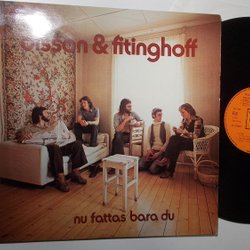 olsson & fitinghoff
nu fattas bara du